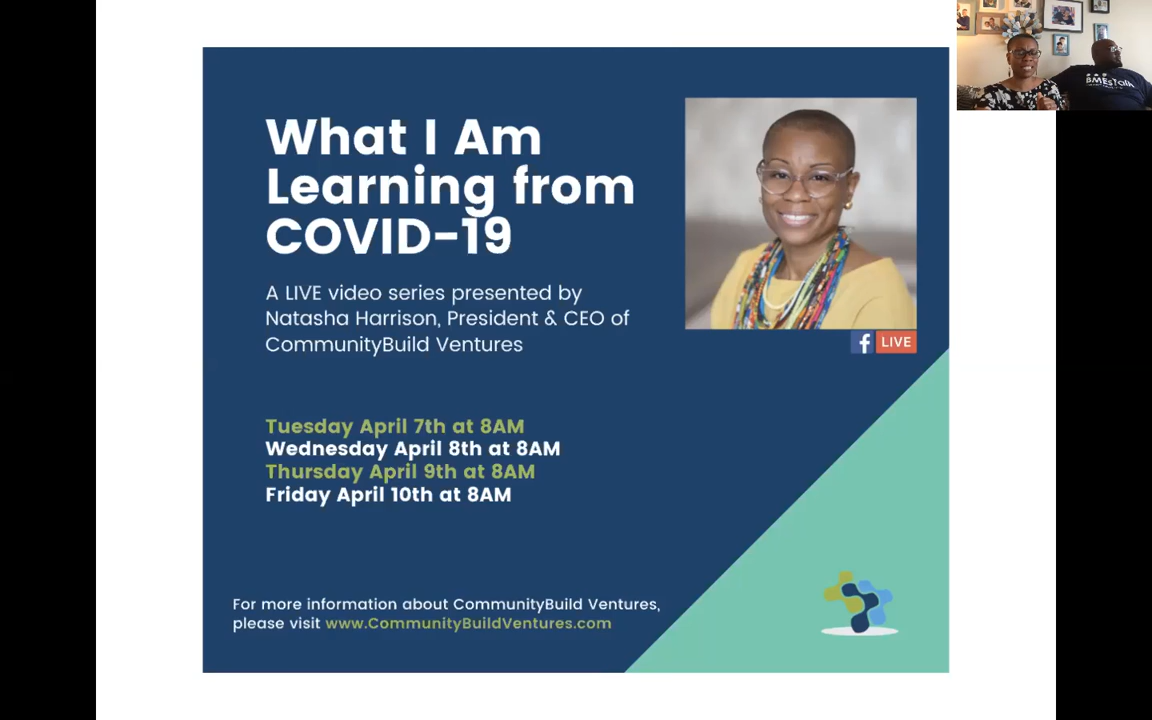 What I Am
Learning from
COVID-19
A LIVE video series presented by
Natasha Harrison, President & CEO of
CommunityBuild Ventures
f LIVE
Tuesday April 7th at 8AM
Wednesday April 8th at 8AM
Thursday April 9th at 8AM
Friday April 10th at 8AM
For more information about CommunityBuild Ventures,
please visit www.CommunityBuildVentures.com